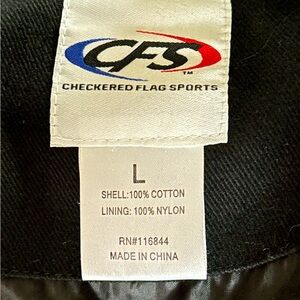 CFS
TM
CHECKERED FLAG SPORTS
L
SHELL:100% COTTON
LINING: 100% NYLON
RN#116844
MADE IN CHINA